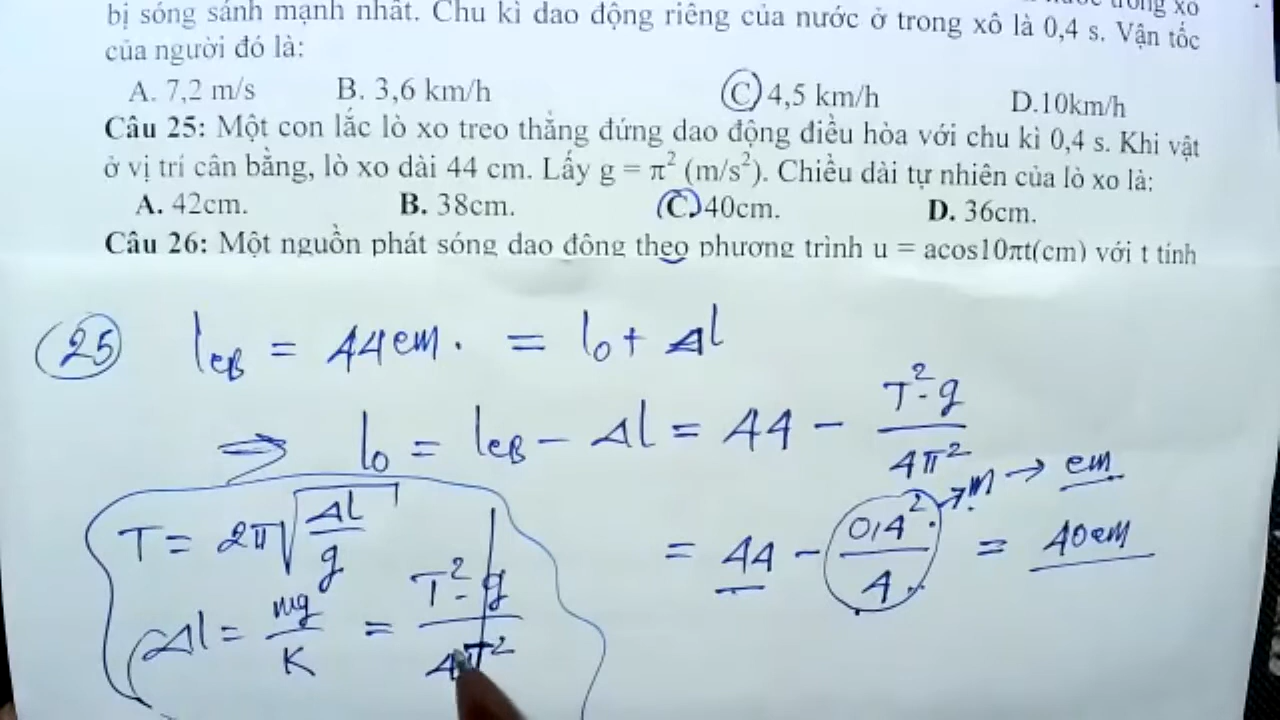 nước trong xô
bị sóng sánh mạnh nhất. Chu kì dao động riêng của nước ở trong xô là 0,4 s. Vận tốc
của người đó là:
A. 7,2 m/s B. 3,6 km/h C 4,5 km/h D.10km/h
Câu 25: Một con lắc lò xo treo thẳng đứng dao động điều hòa với chu kì 0,4 s. Khi vật
ở vị trí cân bằng, lò xo dài 44 cm. Lấy g = π² (m/s²). Chiều dài tự nhiên của lò xo là:
A. 42cm. B. 38cm. C. 40cm. D. 36cm.
Câu 26: Một nguồn phát sóng dao động theo phương trình u = acos10πt(cm) với t tính
25 lcB = 44cm. = l0 + Δl
⇒ l0 = lcB − Δl = 44 − T².g / 4π²
= 44 − 0,4² / 4 → m → cm = 40cm
T = 2π√(Δl / g)
Δl = mg / K = T².g / 4π²